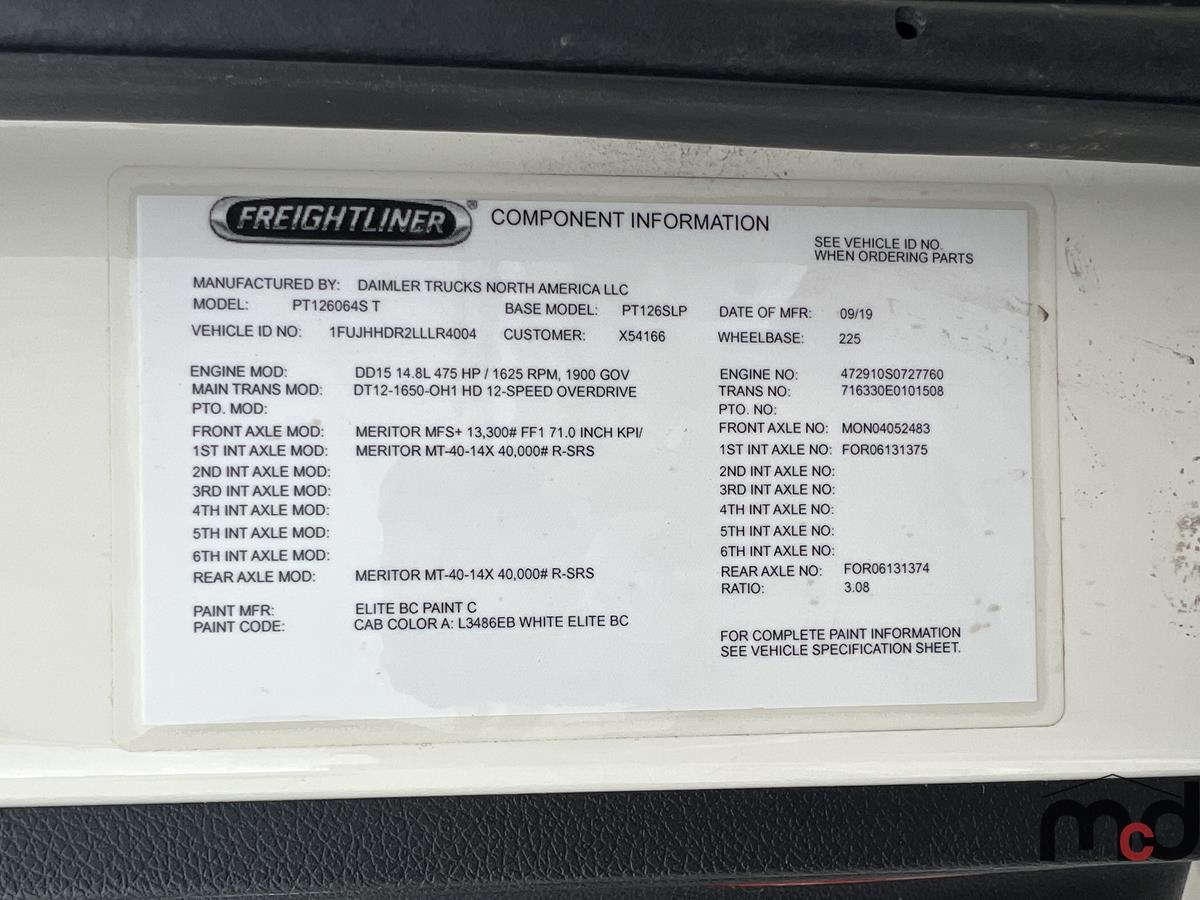 FREIGHTLINER® COMPONENT INFORMATION
SEE VEHICLE ID NO.
WHEN ORDERING PARTS
MANUFACTURED BY: DAIMLER TRUCKS NORTH AMERICA LLC
MODEL: PT126064S T BASE MODEL: PT126SLP DATE OF MFR: 09/19
VEHICLE ID NO: 1FUJHHDR2LLLR4004 CUSTOMER: X54166 WHEELBASE: 225
ENGINE MOD: DD15 14.8L 475 HP / 1625 RPM, 1900 GOV ENGINE NO: 472910S0727760
MAIN TRANS MOD: DT12-1650-OH1 HD 12-SPEED OVERDRIVE TRANS NO: 716330E0101508
PTO. MOD: PTO. NO:
FRONT AXLE MOD: MERITOR MFS+ 13,300# FF1 71.0 INCH KPI/ FRONT AXLE NO: MON04052483
1ST INT AXLE MOD: MERITOR MT-40-14X 40,000# R-SRS 1ST INT AXLE NO: FOR06131375
2ND INT AXLE MOD: 2ND INT AXLE NO:
3RD INT AXLE MOD: 3RD INT AXLE NO:
4TH INT AXLE MOD: 4TH INT AXLE NO:
5TH INT AXLE MOD: 5TH INT AXLE NO:
6TH INT AXLE MOD: 6TH INT AXLE NO:
REAR AXLE MOD: MERITOR MT-40-14X 40,000# R-SRS REAR AXLE NO: FOR06131374
RATIO: 3.08
PAINT MFR: ELITE BC PAINT C
PAINT CODE: CAB COLOR A: L3486EB WHITE ELITE BC
FOR COMPLETE PAINT INFORMATION
SEE VEHICLE SPECIFICATION SHEET.
mcd